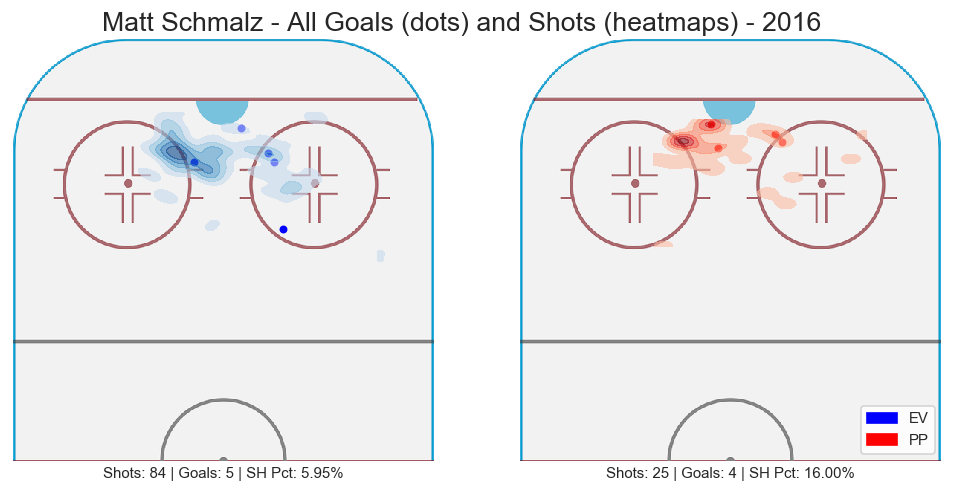 Matt Schmalz - All Goals (dots) and Shots (heatmaps) - 2016
EV
PP
Shots: 84 | Goals: 5 | SH Pct: 5.95%
Shots: 25 | Goals: 4 | SH Pct: 16.00%